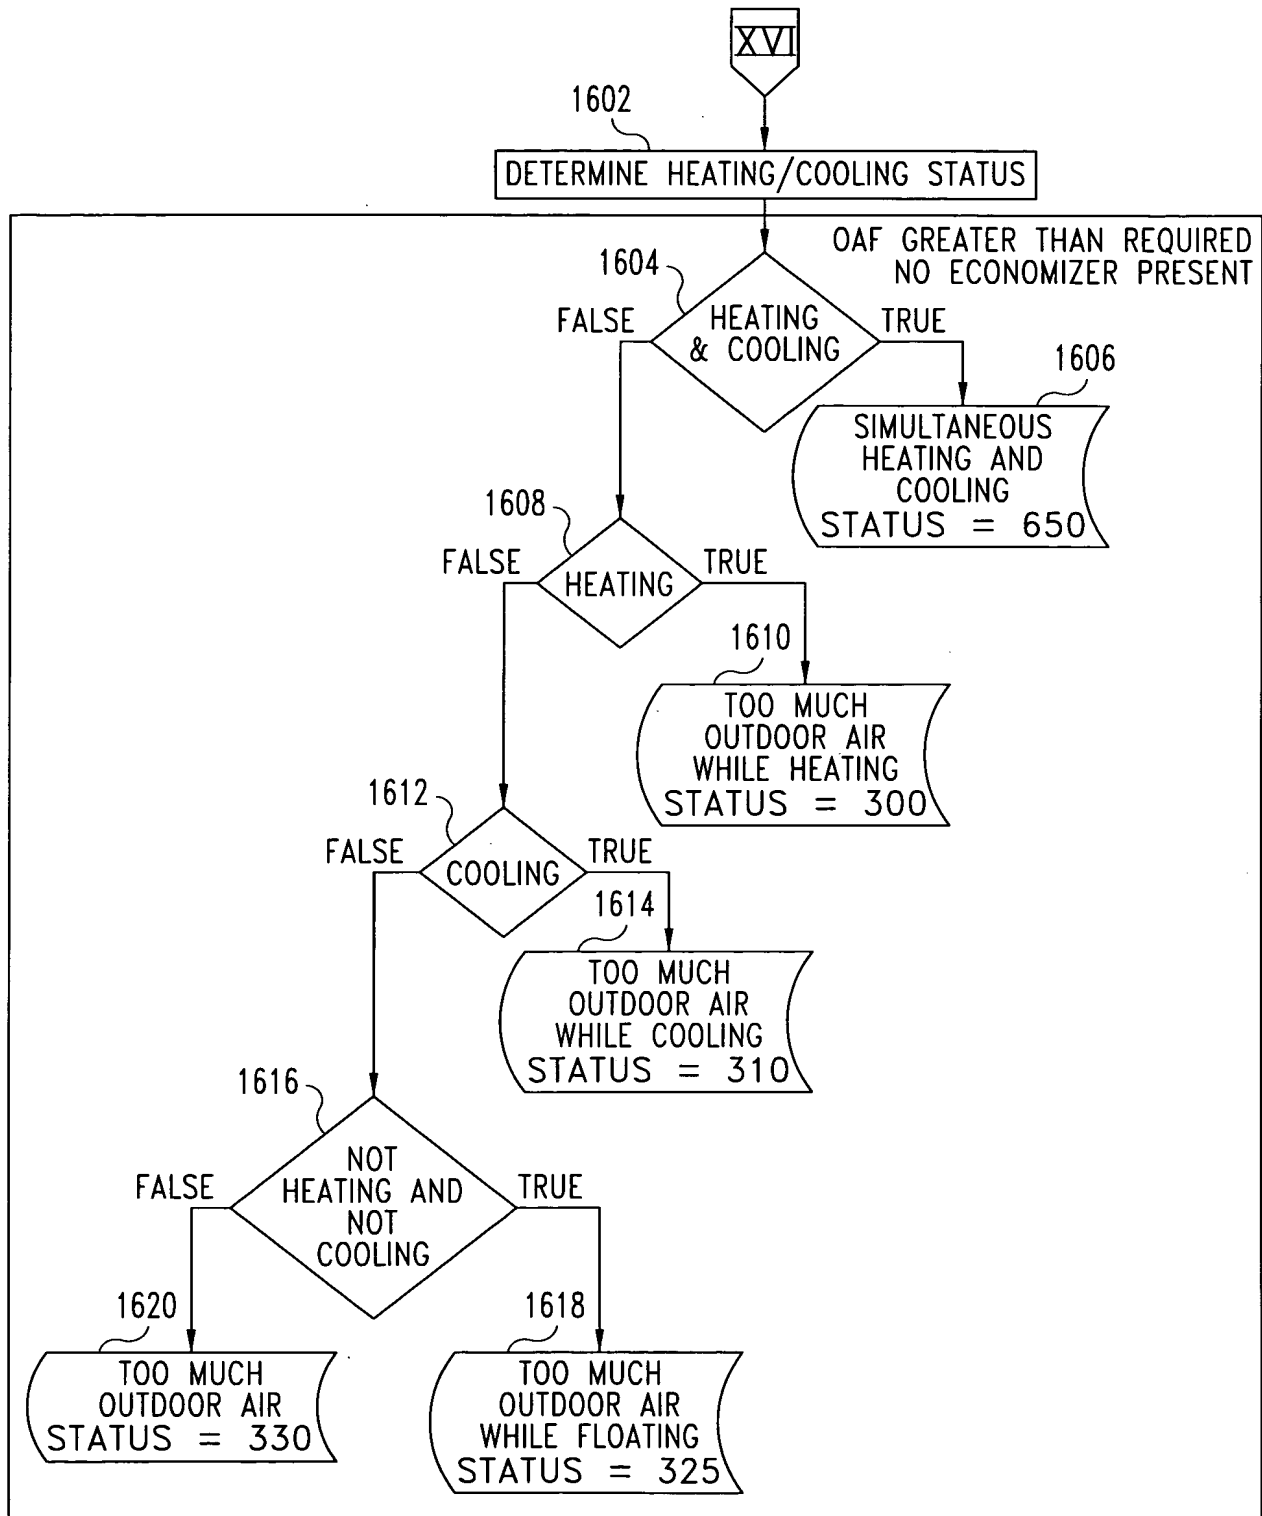 XVI
1602
DETERMINE HEATING/COOLING STATUS
OAF GREATER THAN REQUIRED
NO ECONOMIZER PRESENT
1604
FALSE
HEATING
& COOLING
TRUE
1606
SIMULTANEOUS
HEATING AND
COOLING
STATUS = 650
1608
FALSE
HEATING
TRUE
1610
TOO MUCH
OUTDOOR AIR
WHILE HEATING
STATUS = 300
1612
FALSE
COOLING
TRUE
1614
TOO MUCH
OUTDOOR AIR
WHILE COOLING
STATUS = 310
1616
FALSE
NOT
HEATING AND
NOT
COOLING
TRUE
1620
TOO MUCH
OUTDOOR AIR
STATUS = 330
1618
TOO MUCH
OUTDOOR AIR
WHILE FLOATING
STATUS = 325